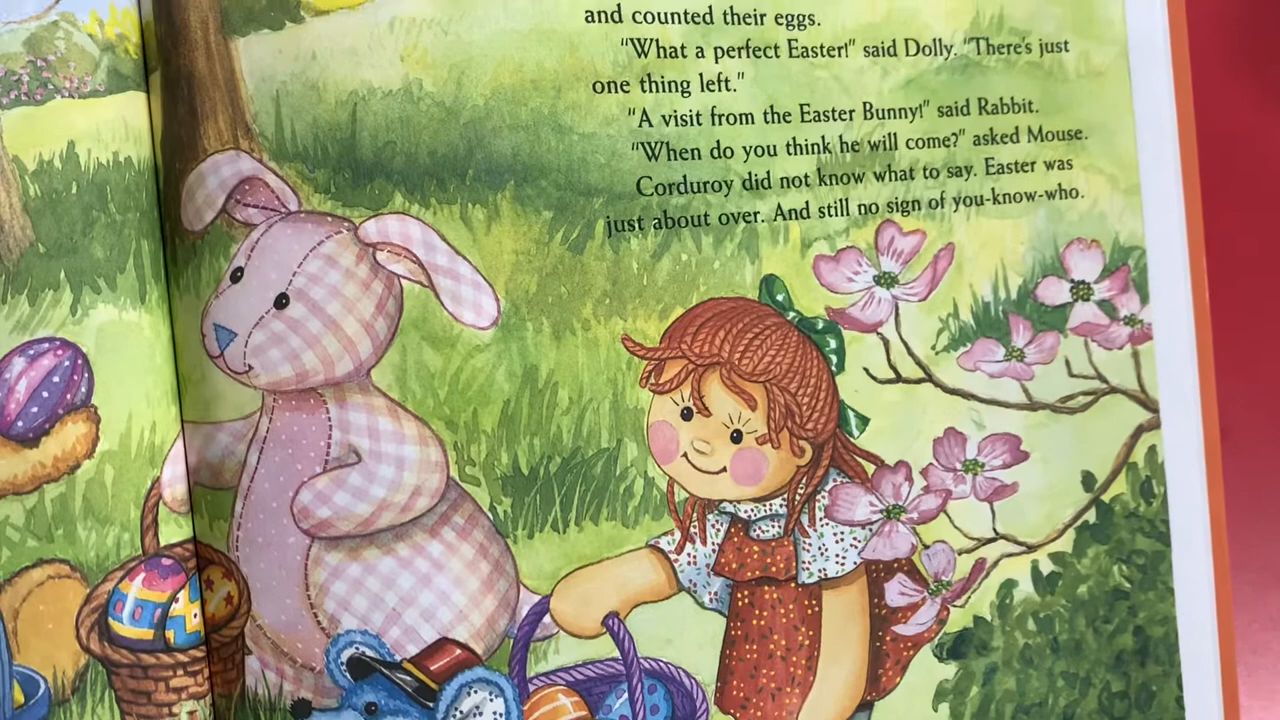 and counted their eggs.
"What a perfect Easter!" said Dolly. "There's just
one thing left."
"A visit from the Easter Bunny!" said Rabbit.
"When do you think he will come?" asked Mouse.
Corduroy did not know what to say. Easter was
just about over. And still no sign of you-know-who.